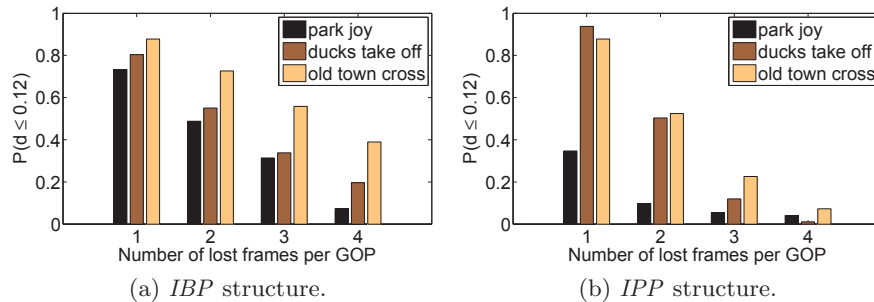 P(d ≤ 0.12)
1
0.8
0.6
0.4
0.2
0
park joy
ducks take off
old town cross
1 2 3 4
Number of lost frames per GOP
(a) IBP structure.
P(d ≤ 0.12)
1
0.8
0.6
0.4
0.2
0
park joy
ducks take off
old town cross
1 2 3 4
Number of lost frames per GOP
(b) IPP structure.